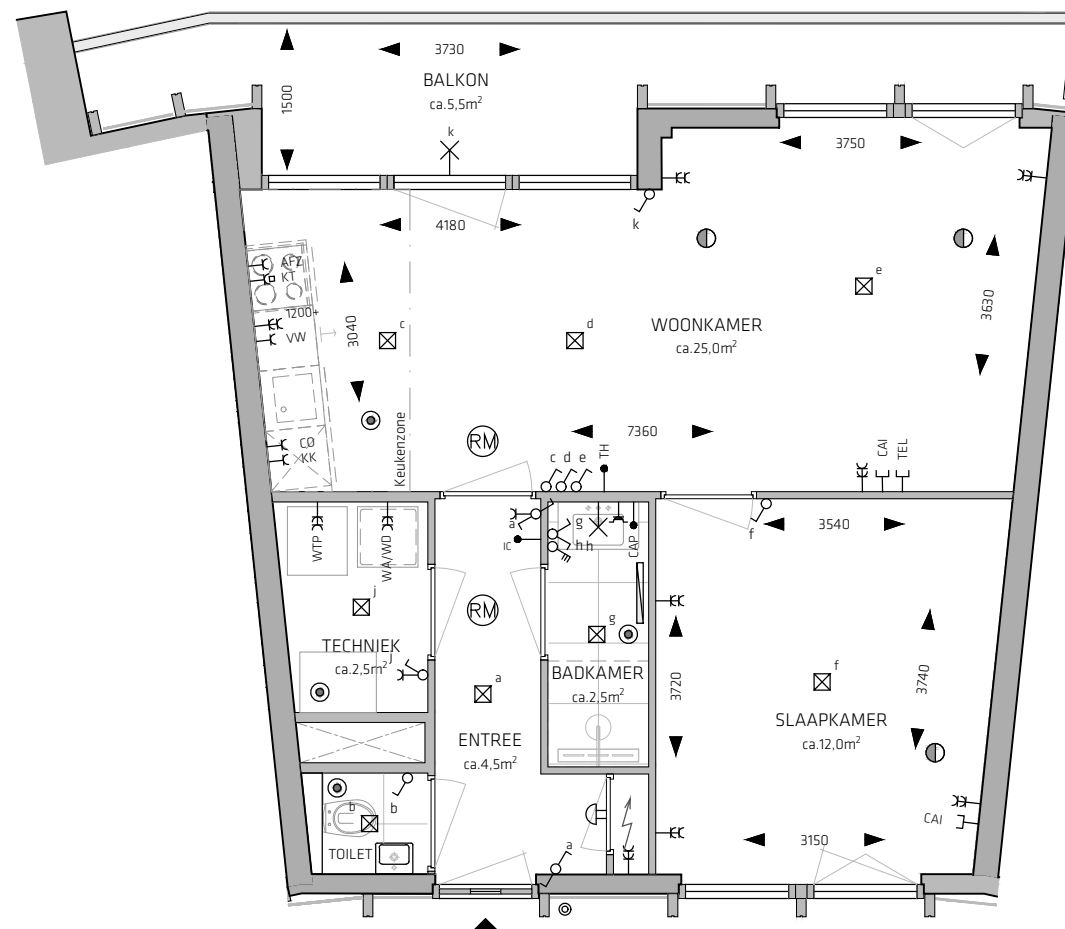 3730
BALKON
ca.5,5m²
1500
k
3750
4180
k
AFZ
KT
1200+
VW
3040
c
d
e
WOONKAMER
ca.25,0m²
3630
CØ
KK
Keukenzone
RM
7360
c d e
TH
CAI
TEL
WTP
WA/WD
a
IC
g
h h
CAP
f
3540
j
RM
TECHNIEK
ca.2,5m²
j
a
g
BADKAMER
ca.2,5m²
3720
f
3740
SLAAPKAMER
ca.12,0m²
ENTREE
ca.4,5m²
b
b
TOILET
a
3150
CAI